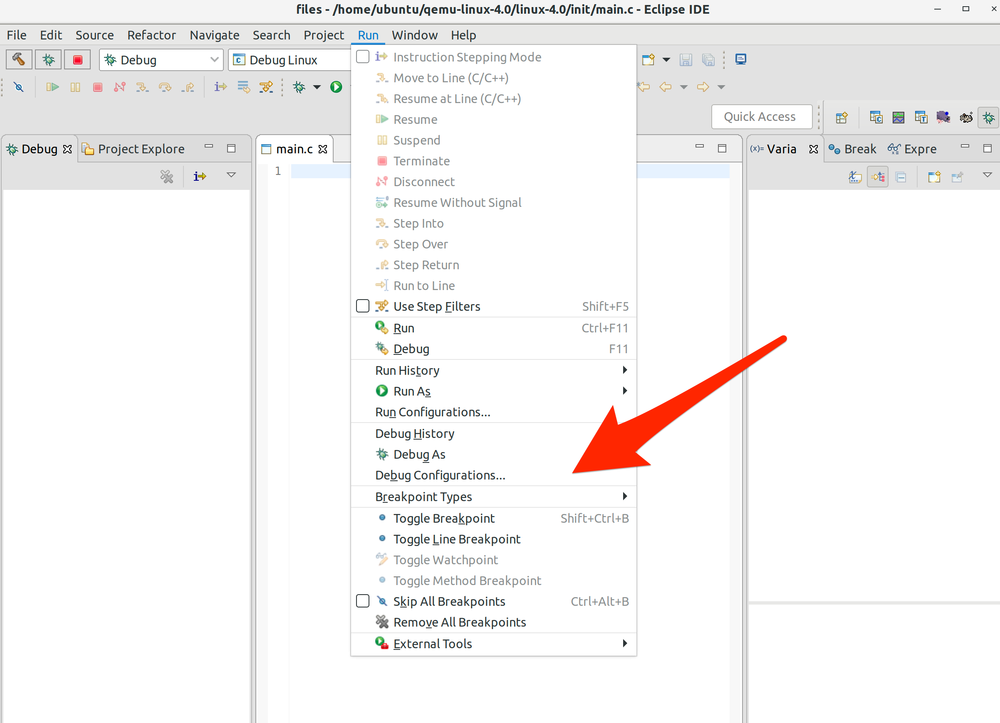 files - /home/ubuntu/qemu-linux-4.0/linux-4.0/init/main.c - Eclipse IDE
File Edit Source Refactor Navigate Search Project Run Window Help
Debug
Debug Linux
Quick Access
Debug
Project Explore
main.c
Varia
Break
Expre
1
Instruction Stepping Mode
Move to Line (C/C++)
Resume at Line (C/C++)
Resume
Suspend
Terminate
Disconnect
Resume Without Signal
Step Into
Step Over
Step Return
Run to Line
Use Step Filters Shift+F5
Run Ctrl+F11
Debug F11
Run History
Run As
Run Configurations...
Debug History
Debug As
Debug Configurations...
Breakpoint Types
Toggle Breakpoint Shift+Ctrl+B
Toggle Line Breakpoint
Toggle Watchpoint
Toggle Method Breakpoint
Skip All Breakpoints Ctrl+Alt+B
Remove All Breakpoints
External Tools